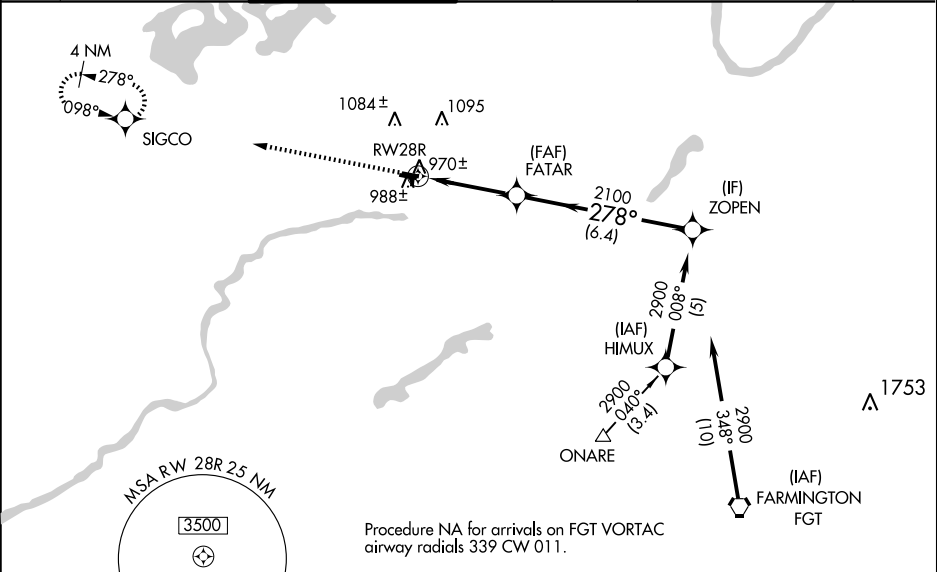 4 NM
278°
098°
SIGCO
1084±
1095
RW28R
970±
988±
(FAF)
FATAR
2100
278°
(6.4)
(IF)
ZOPEN
2900
008°
(5)
(IAF)
HIMUX
2900
040°
(3.4)
ONARE
2900
348°
(10)
1753
(IAF)
FARMINGTON
FGT
MSA RW 28R 25 NM
3500
Procedure NA for arrivals on FGT VORTAC
airway radials 339 CW 011.